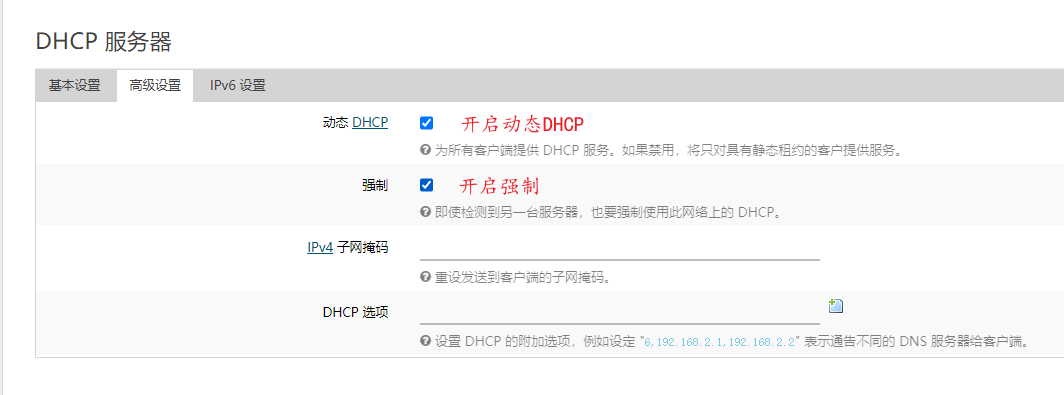 DHCP 服务器
基本设置 高级设置 IPv6 设置
动态 DHCP 开启动态DHCP
为所有客户端提供 DHCP 服务。如果禁用，将只对具有静态租约的客户提供服务。
强制 开启强制
即使检测到另一台服务器，也要强制使用此网络上的 DHCP。
IPv4 子网掩码
重设发送到客户端的子网掩码。
DHCP 选项
设置 DHCP 的附加选项，例如设定 "6,192.168.2.1,192.168.2.2" 表示通告不同的 DNS 服务器给客户端。